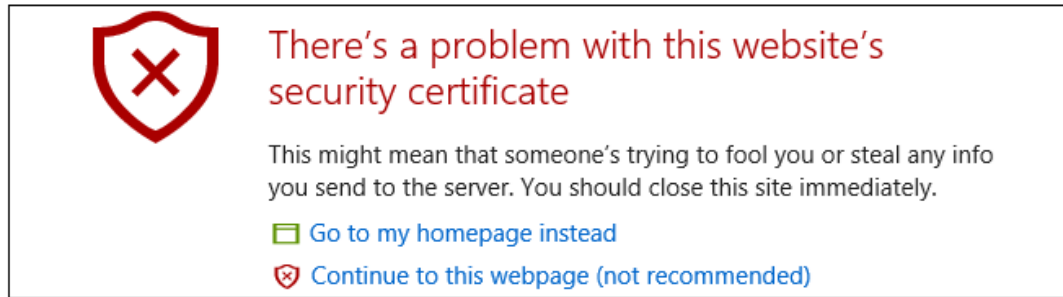 There's a problem with this website's
security certificate
This might mean that someone's trying to fool you or steal any info
you send to the server. You should close this site immediately.
Go to my homepage instead
Continue to this webpage (not recommended)